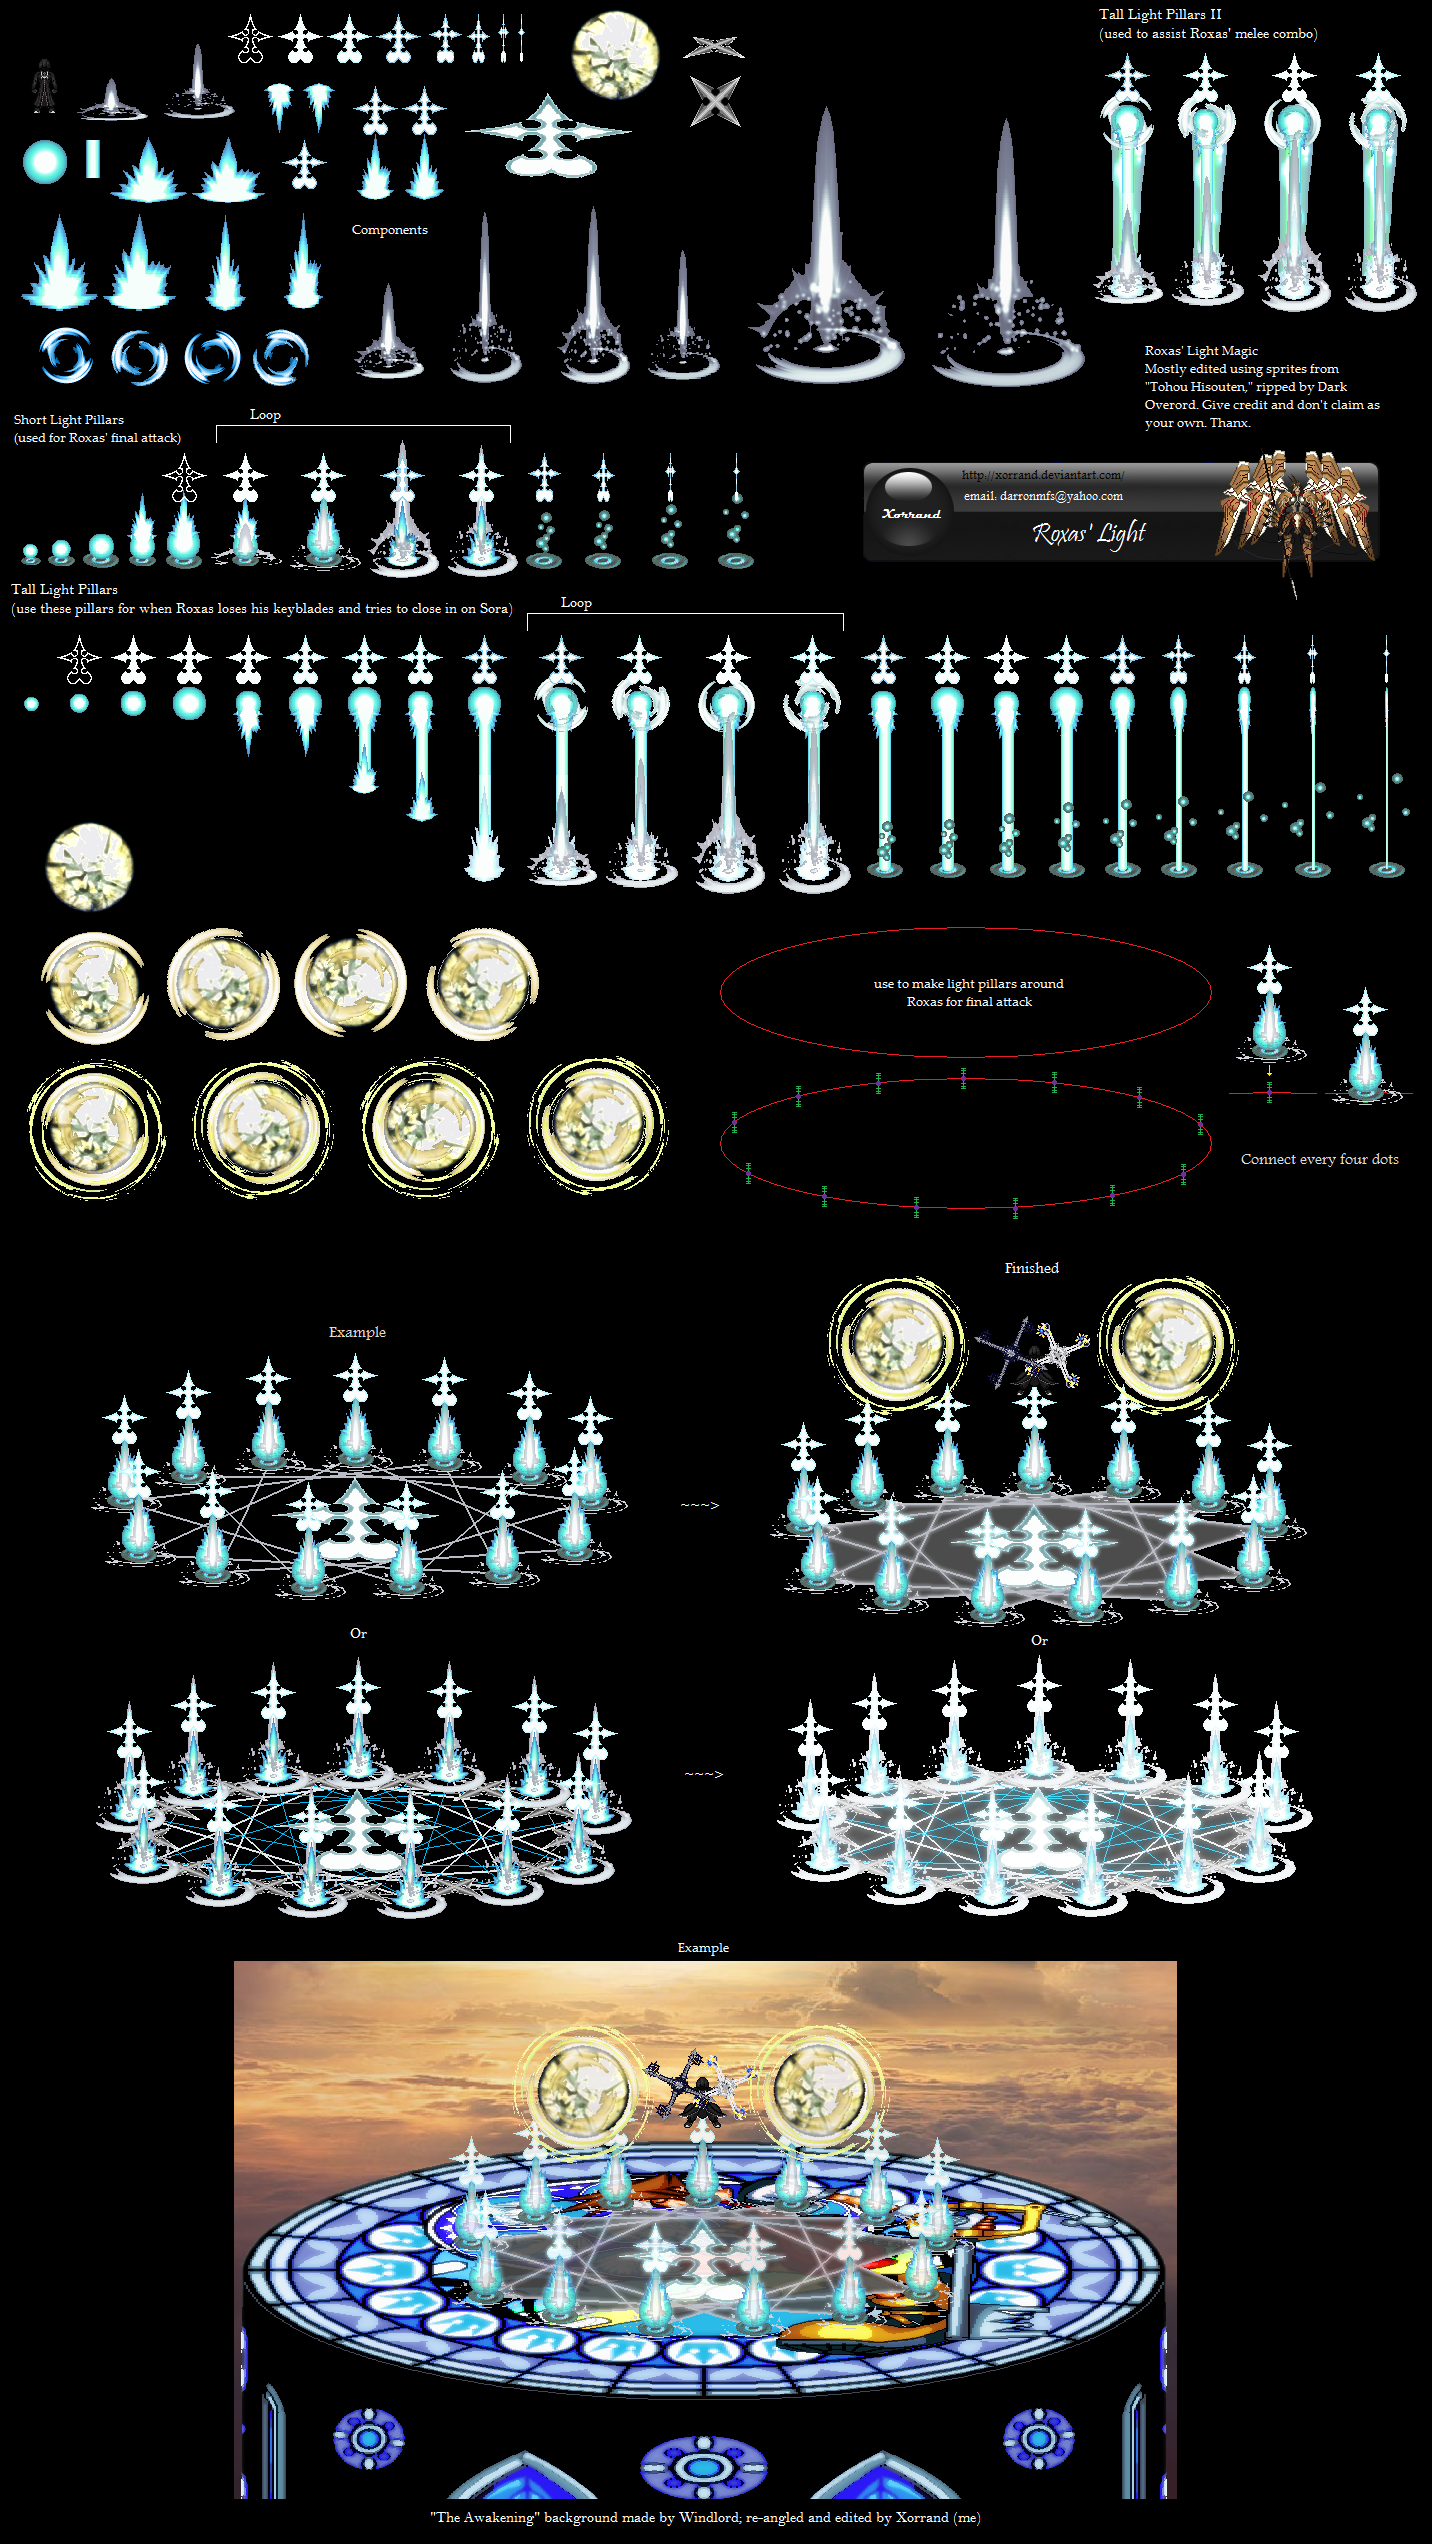 Tall Light Pillars II
(used to assist Roxas' melee combo)
Components
Roxas' Light Magic
Mostly edited using sprites from
"Tohou Hisouten," ripped by Dark
Overord. Give credit and don't claim as
your own. Thanx.
Short Light Pillars
(used for Roxas' final attack)
Loop
http://xorrand.deviantart.com/
email: darronmfs@yahoo.com
Xorrand
Roxas' Light
Tall Light Pillars
(use these pillars for when Roxas loses his keyblades and tries to close in on Sora)
Loop
use to make light pillars around
Roxas for final attack
Connect every four dots
Finished
Example
~~~>
Or
Or
~~~>
Example
"The Awakening" background made by Windlord; re-angled and edited by Xorrand (me)